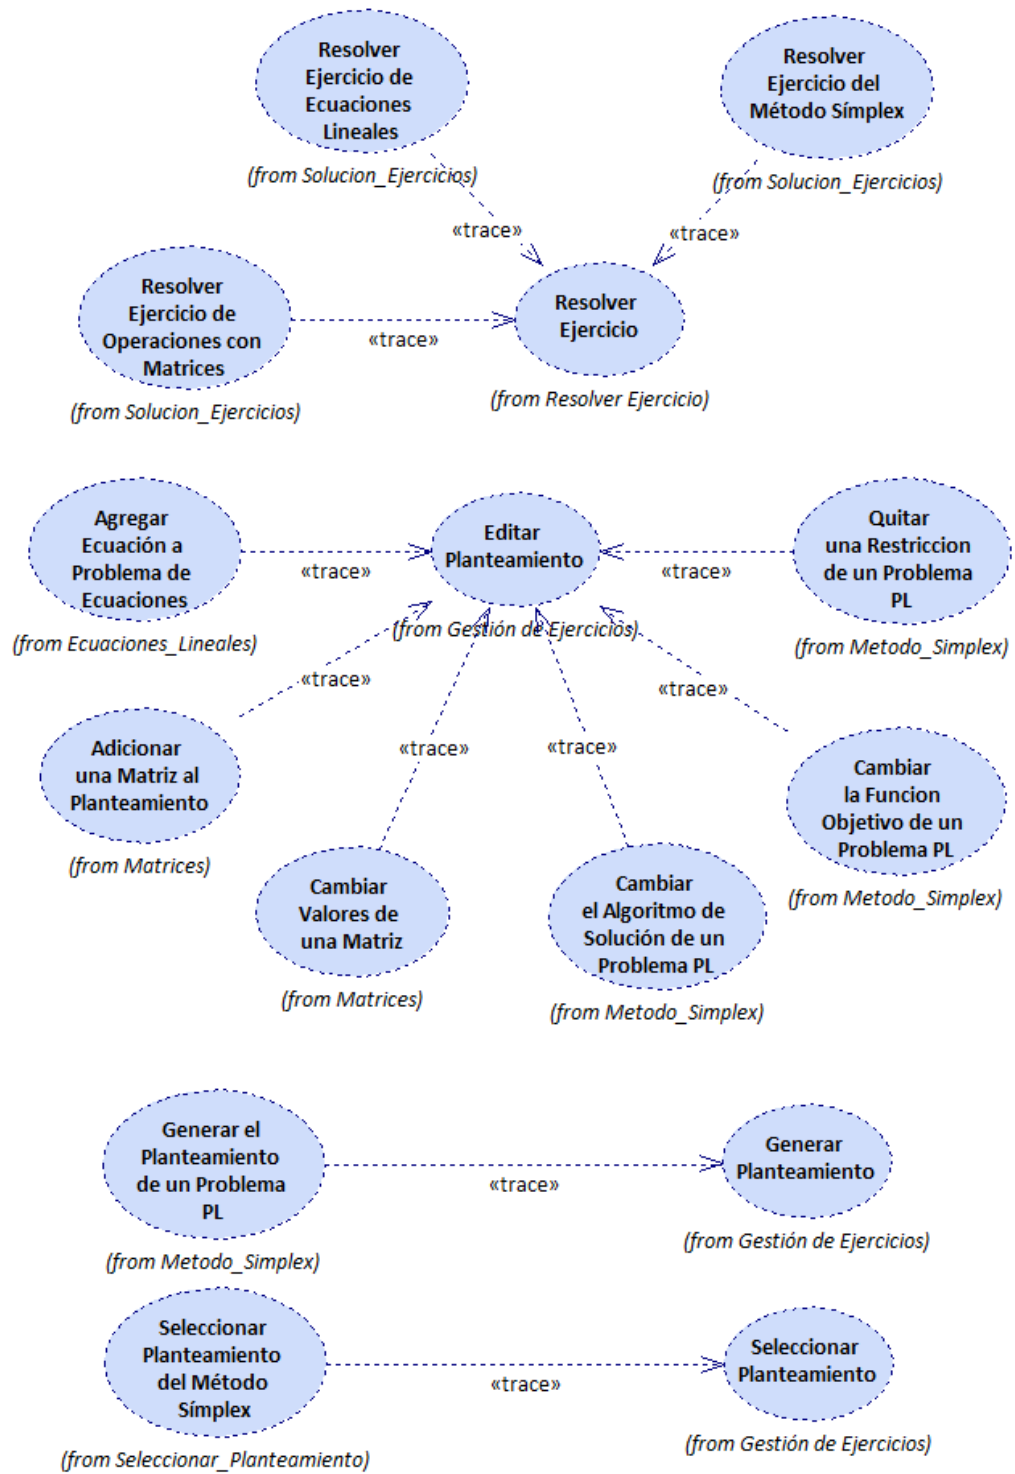 Resolver
Ejercicio de
Ecuaciones
Lineales
(from Solucion_Ejercicios)
Resolver
Ejercicio del
Método Símplex
(from Solucion_Ejercicios)
«trace»
«trace»
Resolver
Ejercicio de
Operaciones con
Matrices
(from Solucion_Ejercicios)
«trace»
Resolver
Ejercicio
(from Resolver Ejercicio)
Agregar
Ecuación a
Problema de
Ecuaciones
(from Ecuaciones_Lineales)
«trace»
Editar
Planteamiento
(from Gestión de Ejercicios)
«trace»
Quitar
una Restriccion
de un Problema
PL
(from Metodo_Simplex)
«trace»
«trace»
«trace»
«trace»
Adicionar
una Matriz al
Planteamiento
(from Matrices)
Cambiar
Valores de
una Matriz
(from Matrices)
Cambiar
el Algoritmo de
Solución de un
Problema PL
(from Metodo_Simplex)
Cambiar
la Funcion
Objetivo de un
Problema PL
(from Metodo_Simplex)
Generar el
Planteamiento
de un Problema
PL
(from Metodo_Simplex)
«trace»
Generar
Planteamiento
(from Gestión de Ejercicios)
Seleccionar
Planteamiento
del Método
Símplex
(from Seleccionar_Planteamiento)
«trace»
Seleccionar
Planteamiento
(from Gestión de Ejercicios)